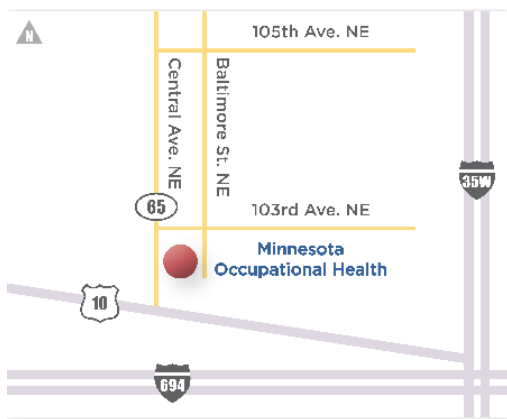 N
105th Ave. NE
Central Ave. NE
Baltimore St. NE
35W
65
103rd Ave. NE
Minnesota
Occupational Health
10
694